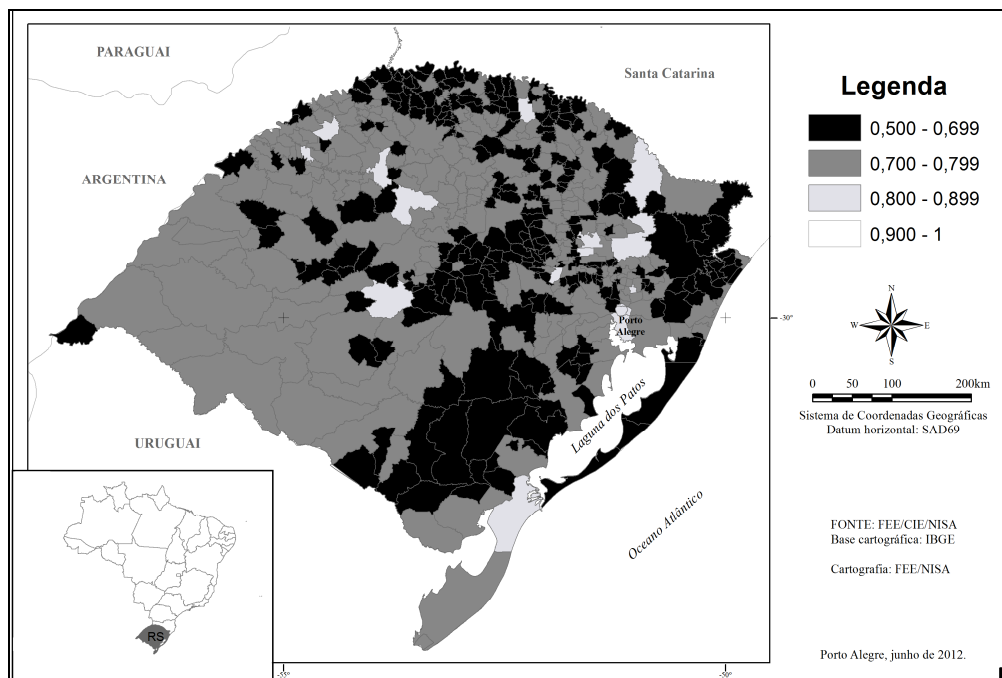 PARAGUAI
Santa Catarina
ARGENTINA
Porto
Alegre
Laguna dos Patos
URUGUAI
Oceano Atlântico
RS
-55°
-50°
-30°
Legenda
0,500 - 0,699
0,700 - 0,799
0,800 - 0,899
0,900 - 1
N
W
E
S
0 50 100 200km
Sistema de Coordenadas Geográficas
Datum horizontal: SAD69
FONTE: FEE/CIE/NISA
Base cartográfica: IBGE
Cartografia: FEE/NISA
Porto Alegre, junho de 2012.